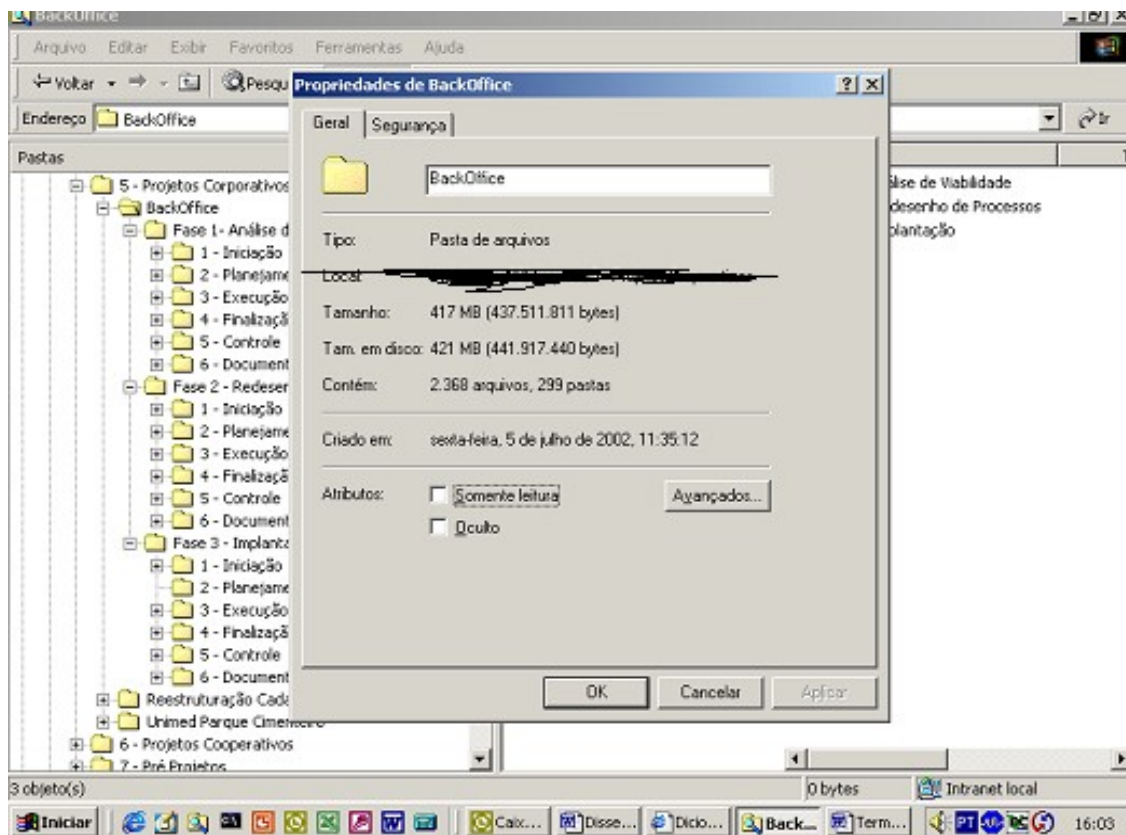 BackOffice
Arquivo Editar Exibir Favoritos Ferramentas Ajuda
Voltar Pesqu
Endereço BackOffice Ir
Pastas
5 - Projetos Corporativos
BackOffice
Fase 1- Análise d
1 - Iniciação
2 - Planejame
3 - Execução
4 - Finalizaçã
5 - Controle
6 - Document
Fase 2 - Redeser
1 - Iniciação
2 - Planejame
3 - Execução
4 - Finalizaçã
5 - Controle
6 - Document
Fase 3 - Implanta
1 - Iniciação
2 - Planejame
3 - Execução
4 - Finalizaçã
5 - Controle
6 - Document
Reestruturação Cada
Unimed Parque
6 - Projetos Cooperativos
7 - Pré Projetos
Propriedades de BackOffice
Geral Segurança
BackOffice
Tipo: Pasta de arquivos
Local:
Tamanho: 417 MB (437.511.811 bytes)
Tam. em disco: 421 MB (441.917.440 bytes)
Contém: 2.368 arquivos, 299 pastas
Criado em: sexta-feira, 5 de julho de 2002, 11:35:12
Atributos: Somente leitura Avançados...
Oculto
OK Cancelar Aplicar
álise de Viabilidade
desenho de Processos
plantação
3 objeto(s) 0 bytes Intranet local
Iniciar Caix... Disse... Dicio... Back... Term... PT 16:03